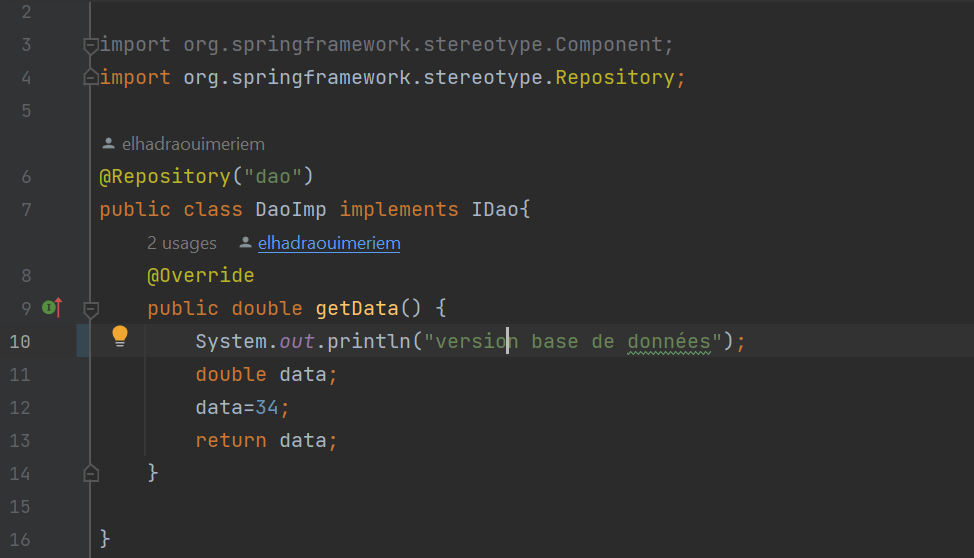 2
3 import org.springframework.stereotype.Component;
4 import org.springframework.stereotype.Repository;
5
elhadraouimeriem
6 @Repository("dao")
7 public class DaoImp implements IDao{
2 usages elhadraouimeriem
8 @Override
9 public double getData() {
10 System.out.println("version base de données");
11 double data;
12 data=34;
13 return data;
14 }
15
16 }